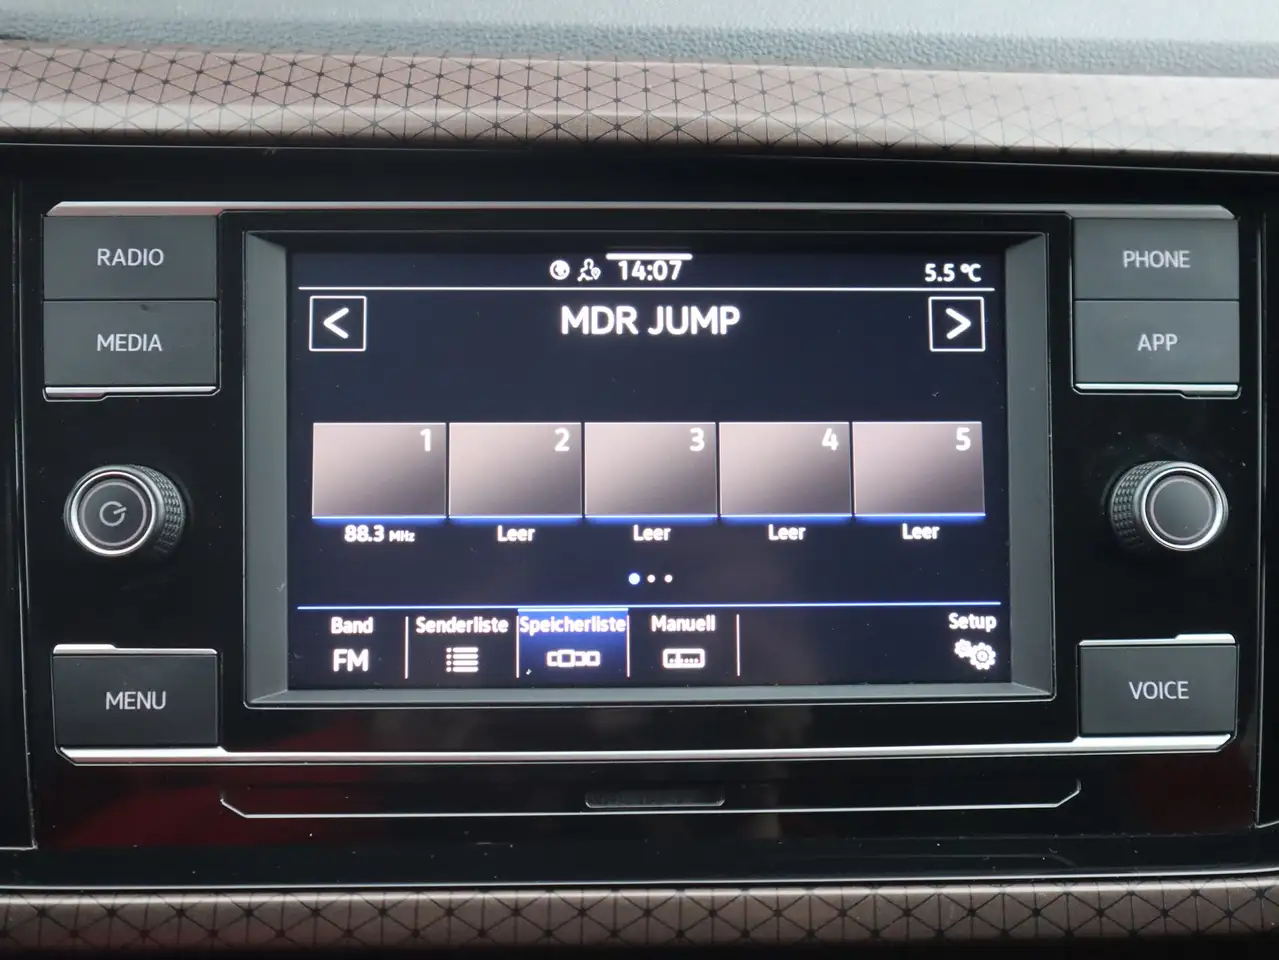 RADIO
MEDIA
MENU
14:07
5.5 °C
<
MDR JUMP
>
1
2
3
4
5
88.3 MHz
Leer
Leer
Leer
Leer
Band
FM
Senderliste
Speicherliste
Manuell
Setup
PHONE
APP
VOICE